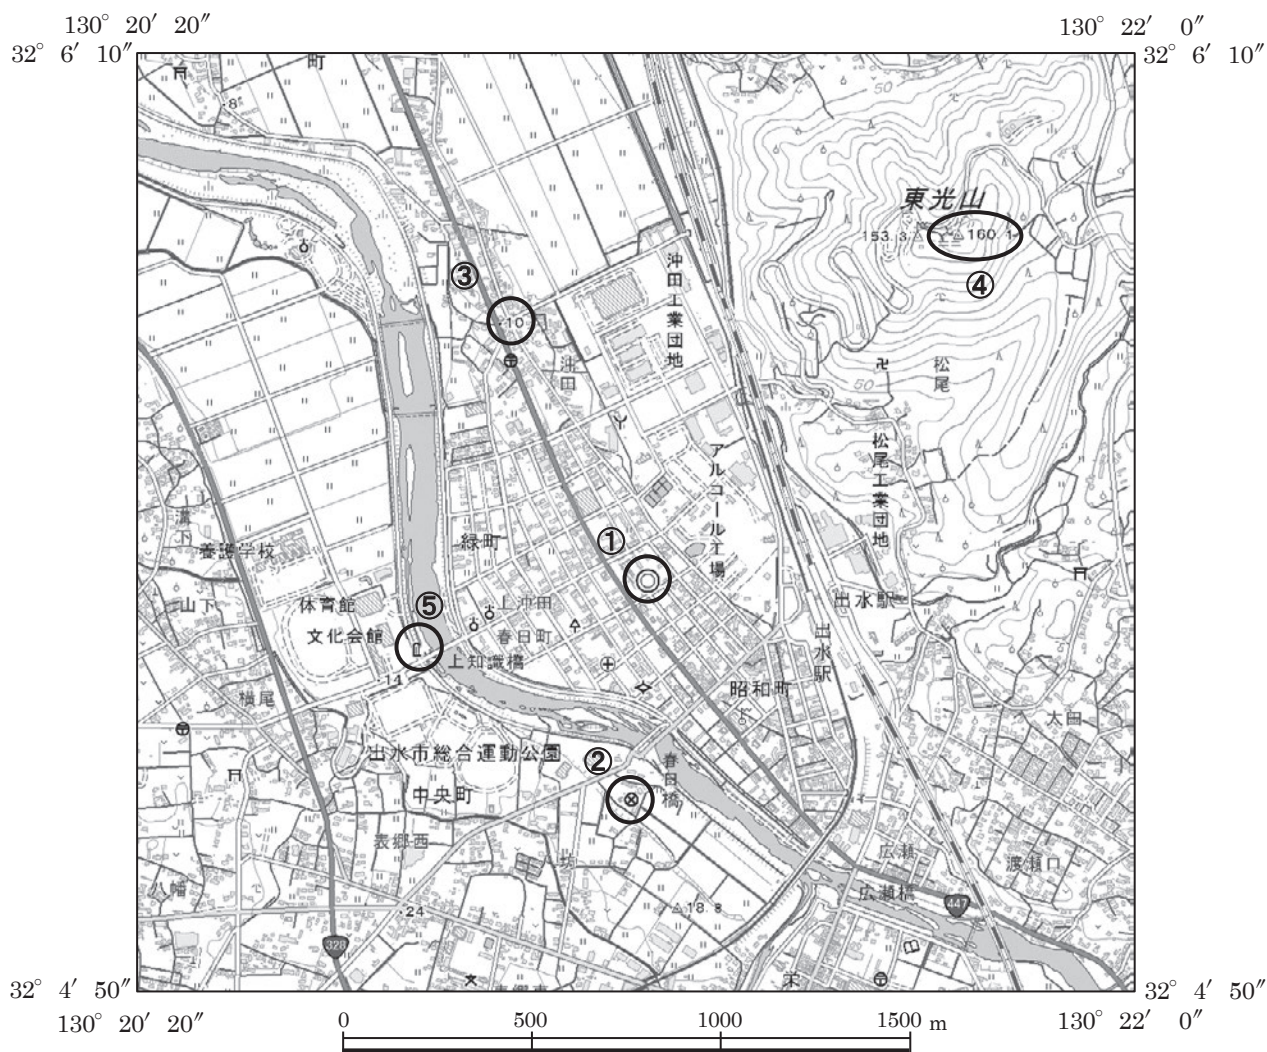 130° 20′ 20″
130° 22′ 0″
32° 6′ 10″
32° 6′ 10″
町
50
・8
東光山
153.3
160.1
④
③
沖田工業団地
・10
沖田
松尾
50
松尾工業団地
アルコール工場
溝下
緑町
①
養護学校
山下
体育館
⑤
上沖田
出水駅
文化会館
春日町
出水駅
上知識橋
・14
昭和町
横尾
太田
出水市総合運動公園
②
春日橋
中央町
表郷西
広瀬
渡瀬口
八幡
広瀬橋
447
・24
18.8
328
32° 4′ 50″
32° 4′ 50″
130° 20′ 20″
0
500
1000
1500 m
130° 22′ 0″